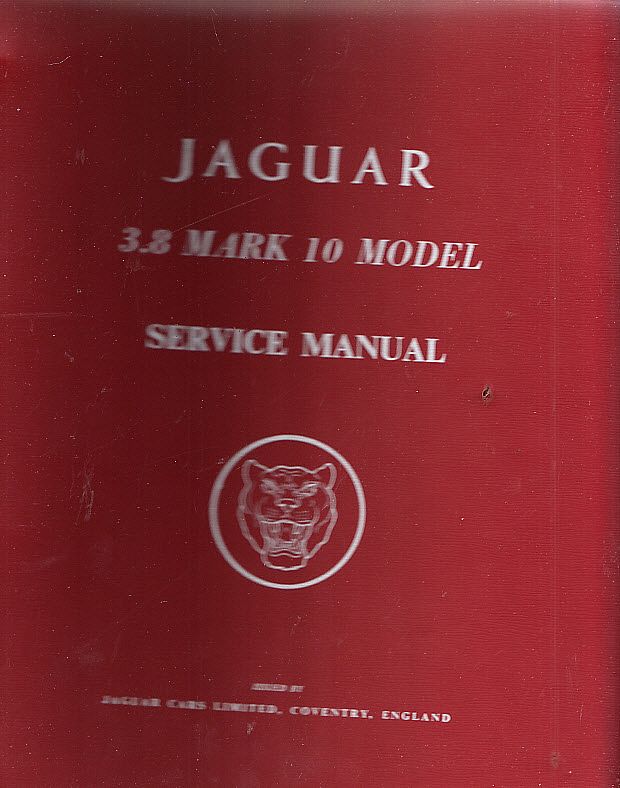 JAGUAR
3.8 MARK 10 MODEL
SERVICE MANUAL
ISSUED BY
JAGUAR CARS LIMITED, COVENTRY, ENGLAND